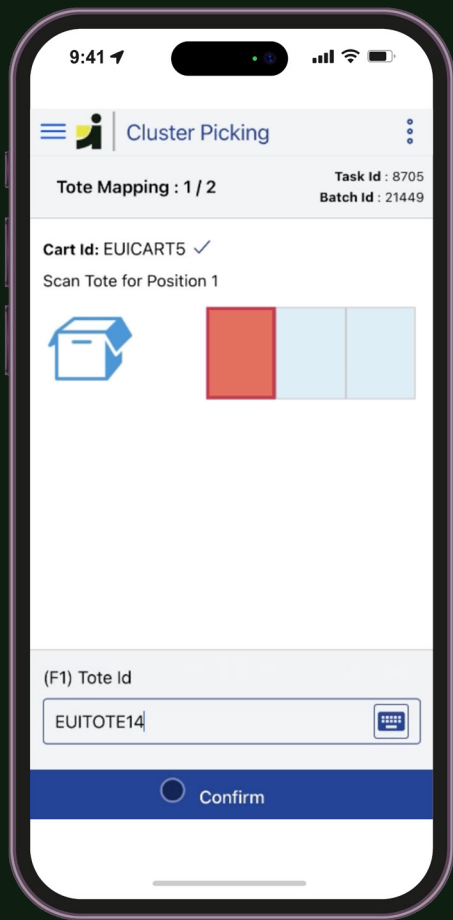 9:41
Cluster Picking
Tote Mapping : 1 / 2
Task Id : 8705
Batch Id : 21449
Cart Id: EUICART5
Scan Tote for Position 1
(F1) Tote Id
EUITOTE14
Confirm